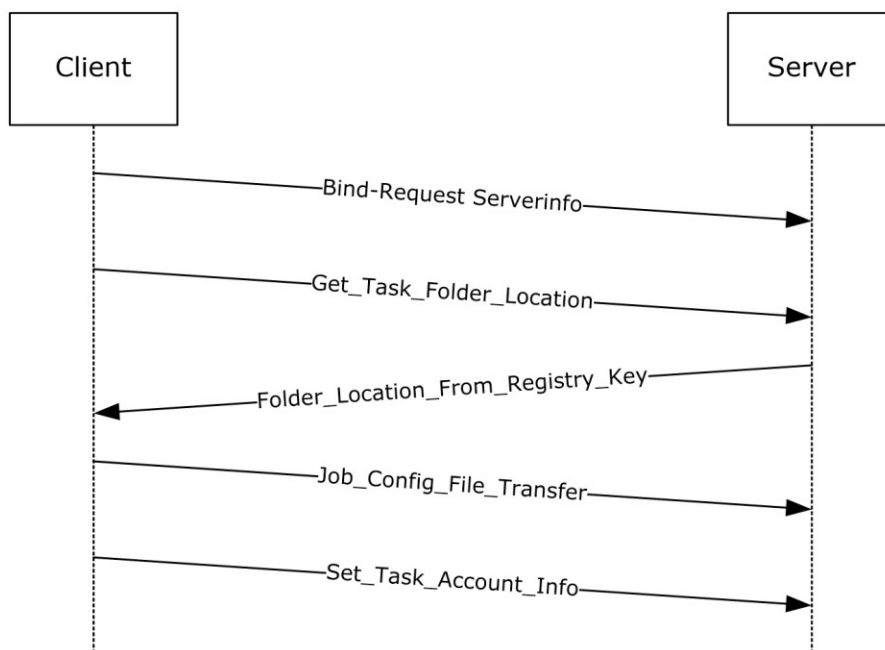 Client
Server
Bind-Request Serverinfo
Get_Task_Folder_Location
Folder_Location_From_Registry_Key
Job_Config_File_Transfer
Set_Task_Account_Info